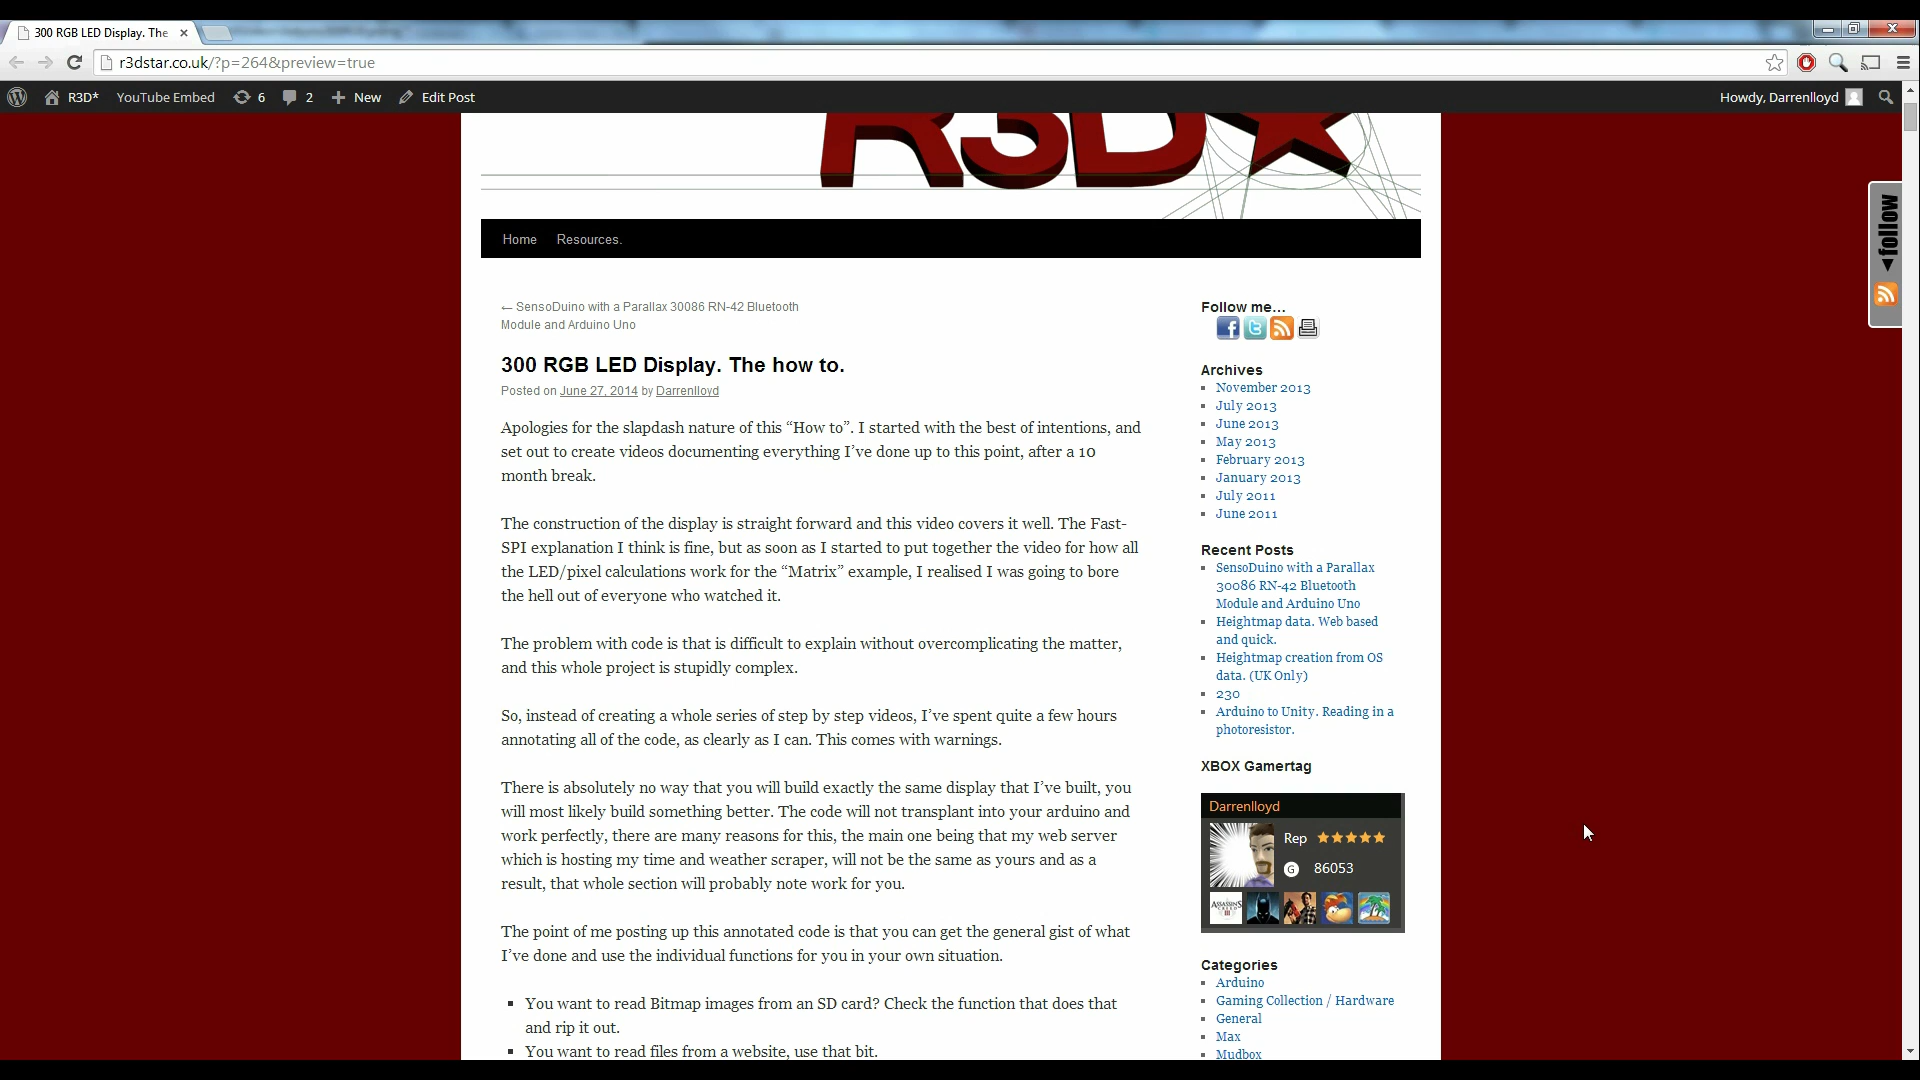 300 RGB LED Display. The
r3dstar.co.uk/?p=264&preview=true
R3D* YouTube Embed 6 2 New Edit Post Howdy, Darrenlloyd
R3D
Home Resources.
follow
← SensoDuino with a Parallax 30086 RN-42 Bluetooth
Module and Arduino Uno
300 RGB LED Display. The how to.
Posted on June 27, 2014 by Darrenlloyd
Apologies for the slapdash nature of this “How to”. I started with the best of intentions, and
set out to create videos documenting everything I’ve done up to this point, after a 10
month break.
The construction of the display is straight forward and this video covers it well. The Fast-
SPI explanation I think is fine, but as soon as I started to put together the video for how all
the LED/pixel calculations work for the “Matrix” example, I realised I was going to bore
the hell out of everyone who watched it.
The problem with code is that is difficult to explain without overcomplicating the matter,
and this whole project is stupidly complex.
So, instead of creating a whole series of step by step videos, I’ve spent quite a few hours
annotating all of the code, as clearly as I can. This comes with warnings.
There is absolutely no way that you will build exactly the same display that I’ve built, you
will most likely build something better. The code will not transplant into your arduino and
work perfectly, there are many reasons for this, the main one being that my web server
which is hosting my time and weather scraper, will not be the same as yours and as a
result, that whole section will probably note work for you.
The point of me posting up this annotated code is that you can get the general gist of what
I’ve done and use the individual functions for you in your own situation.
You want to read Bitmap images from an SD card? Check the function that does that
and rip it out.
You want to read files from a website, use that bit.
Follow me...
Archives
November 2013
July 2013
June 2013
May 2013
February 2013
January 2013
July 2011
June 2011
Recent Posts
SensoDuino with a Parallax
30086 RN-42 Bluetooth
Module and Arduino Uno
Heightmap data. Web based
and quick.
Heightmap creation from OS
data. (UK Only)
230
Arduino to Unity. Reading in a
photoresistor.
XBOX Gamertag
Darrenlloyd
Rep
G 86053
ASSASSIN'S
CREED
III
Categories
Arduino
Gaming Collection / Hardware
General
Max
Mudbox